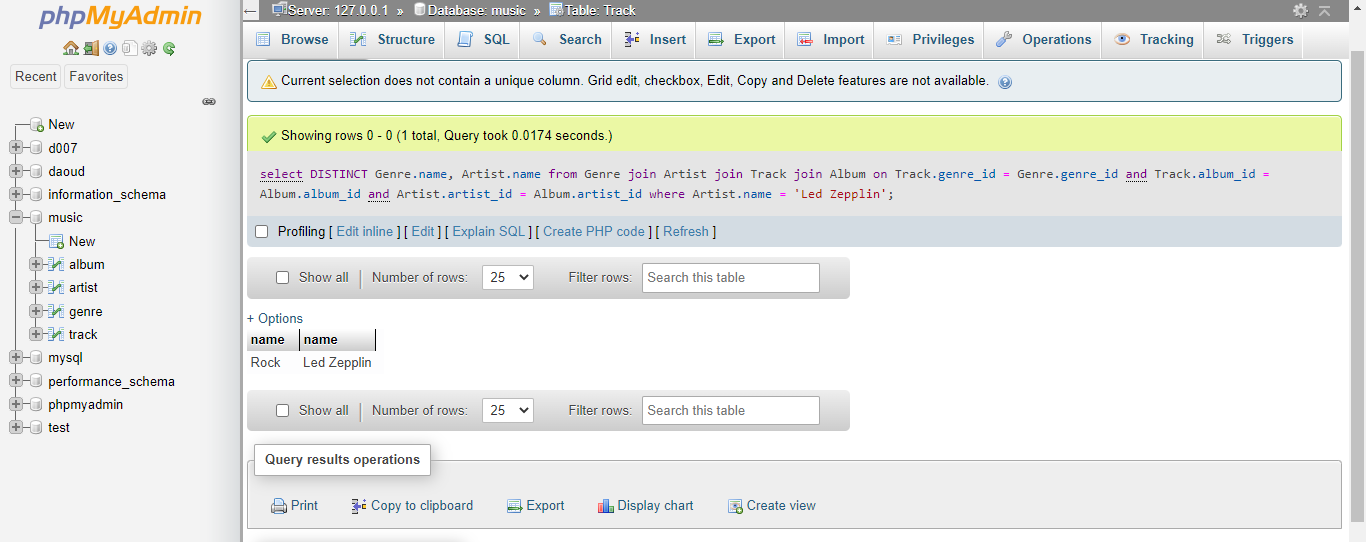 phpMyAdmin
Recent Favorites
New
d007
daoud
information_schema
music
New
album
artist
genre
track
mysql
performance_schema
phpmyadmin
test
Server: 127.0.0.1 » Database: music » Table: Track
Browse Structure SQL Search Insert Export Import Privileges Operations Tracking Triggers
Current selection does not contain a unique column. Grid edit, checkbox, Edit, Copy and Delete features are not available.
Showing rows 0 - 0 (1 total, Query took 0.0174 seconds.)
select DISTINCT Genre.name, Artist.name from Genre join Artist join Track join Album on Track.genre_id = Genre.genre_id and Track.album_id =
Album.album_id and Artist.artist_id = Album.artist_id where Artist.name = 'Led Zepplin';
Profiling [ Edit inline ] [ Edit ] [ Explain SQL ] [ Create PHP code ] [ Refresh ]
Show all | Number of rows: 25 Filter rows: Search this table
+ Options
name name
Rock Led Zepplin
Show all | Number of rows: 25 Filter rows: Search this table
Query results operations
Print Copy to clipboard Export Display chart Create view